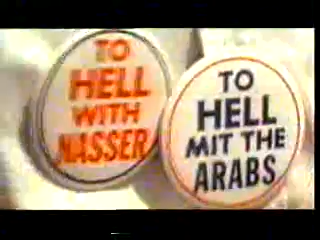 TO
HELL
WITH
NASSER
TO
HELL
MIT THE
ARABS